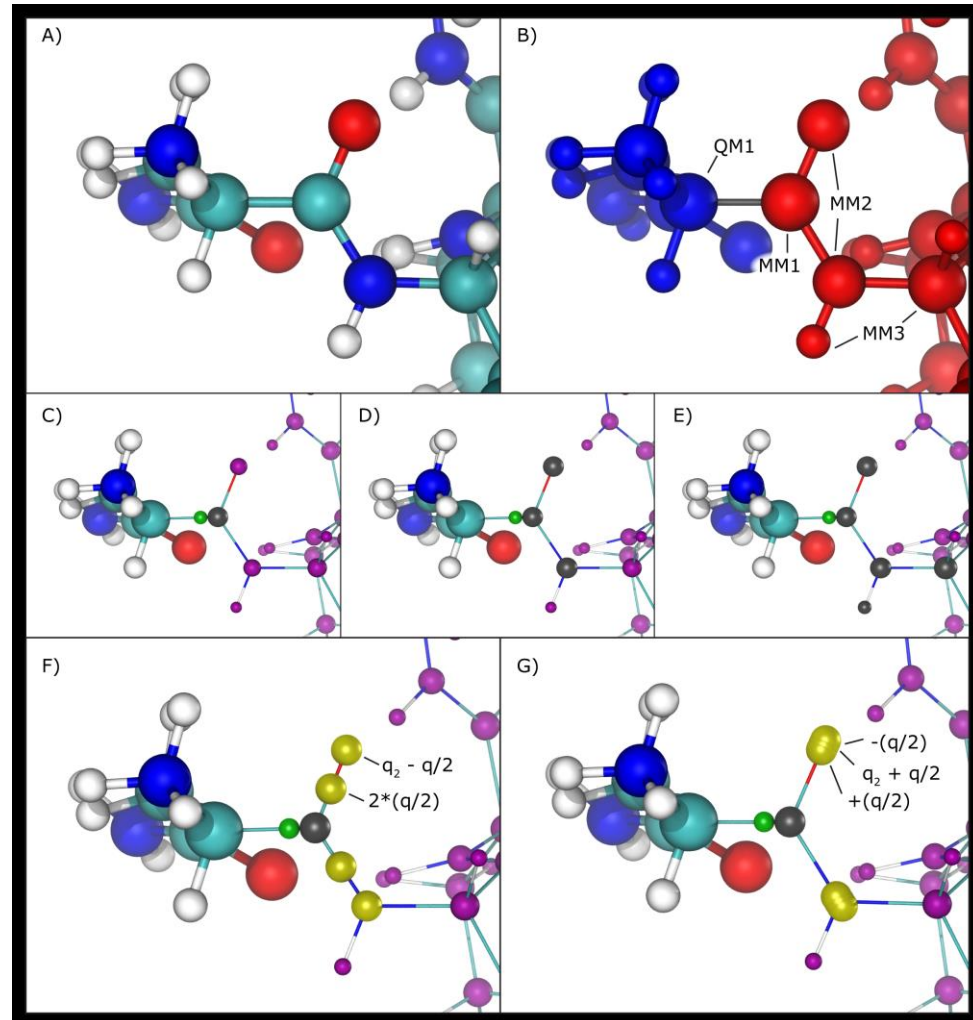 A)
B)
QM1
MM2
MM1
MM3
C)
D)
E)
F)
q₂ - q/2
2*(q/2)
G)
-(q/2)
q₂ + q/2
+(q/2)